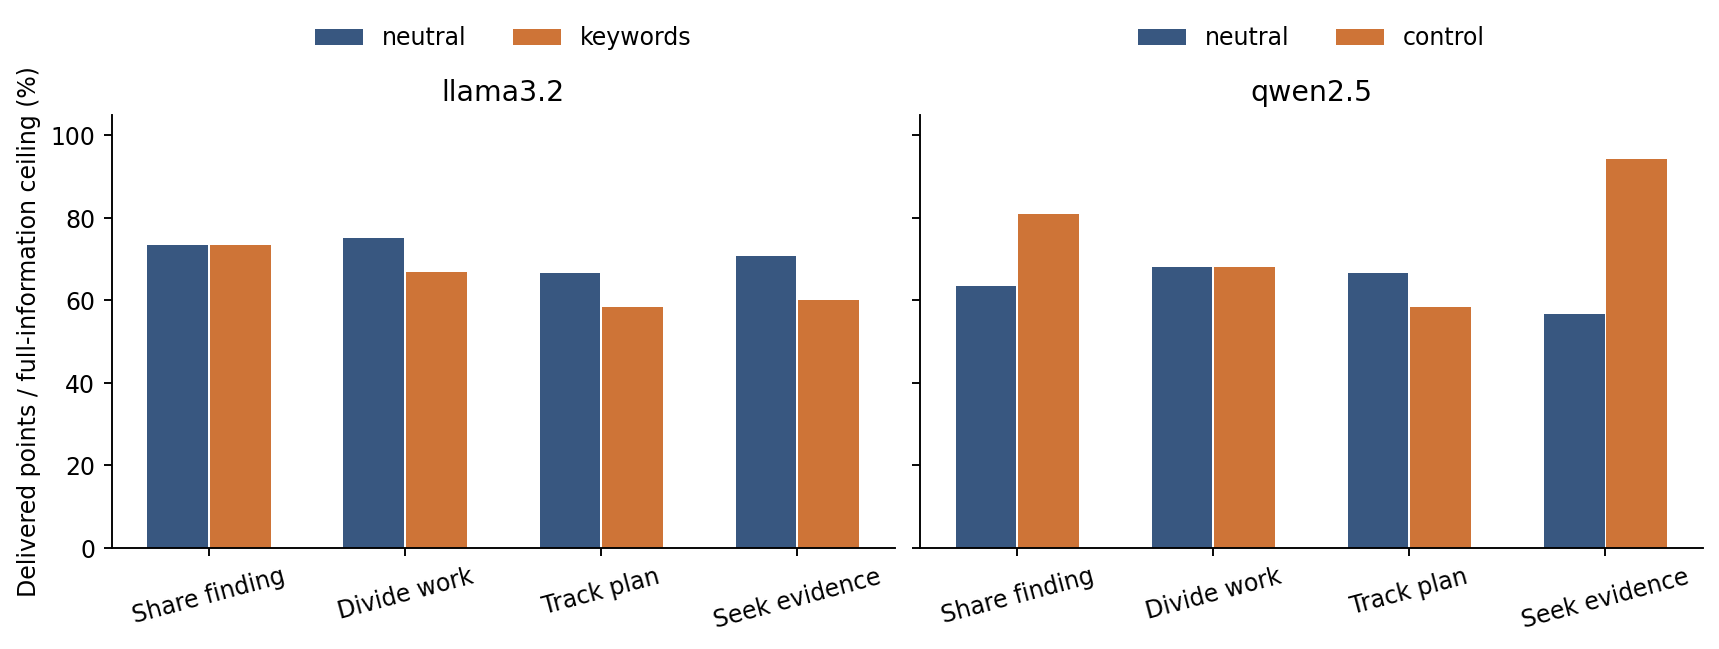 neutral keywords
neutral control
llama3.2
qwen2.5
Delivered points / full-information ceiling (%)
100
80
60
40
20
0
Share finding
Divide work
Track plan
Seek evidence
Share finding
Divide work
Track plan
Seek evidence